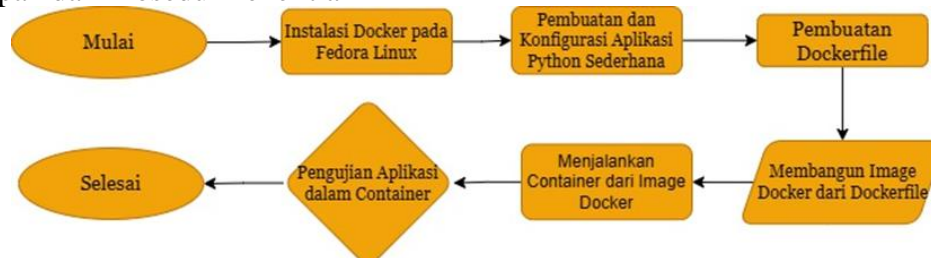 Mulai
Instalasi Docker pada
Fedora Linux
Pembuatan dan
Konfigurasi Aplikasi
Python Sederhana
Pembuatan
Dockerfile
Membangun Image
Docker dari Dockerfile
Menjalankan
Container dari Image
Docker
Pengujian Aplikasi
dalam Container
Selesai